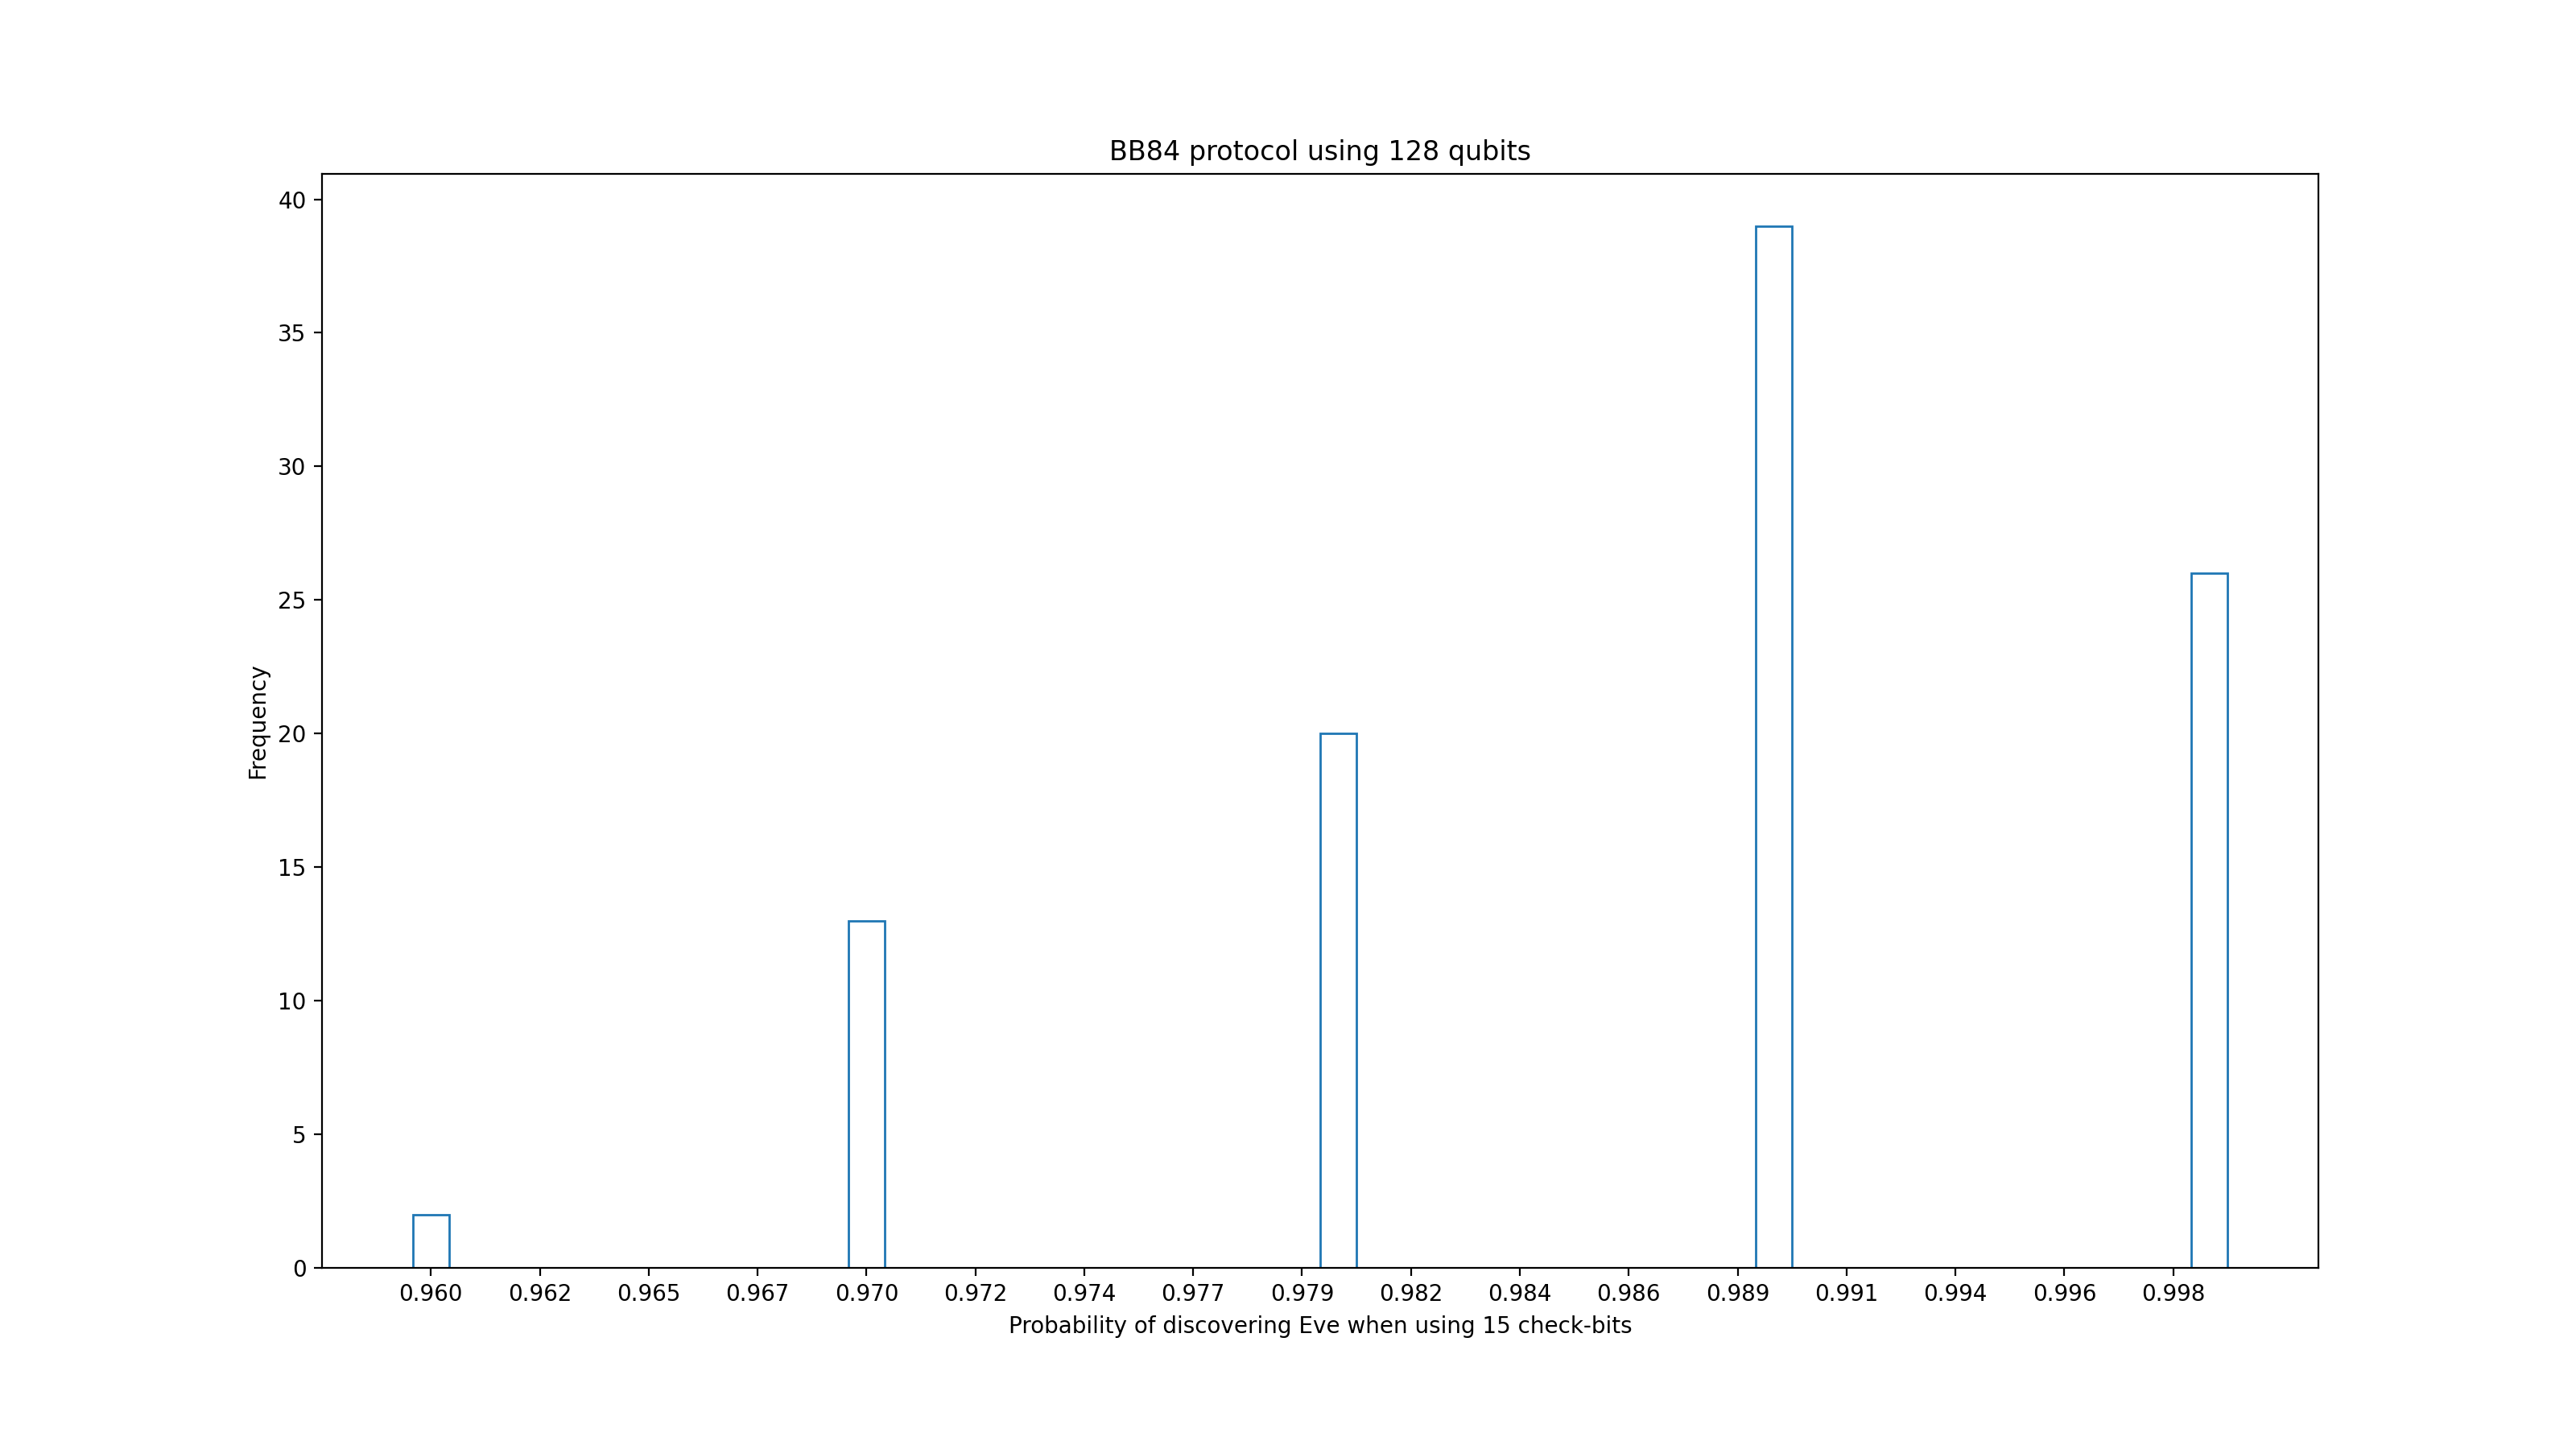 BB84 protocol using 128 qubits
40
35
30
25
20
15
10
5
0
Frequency
0.960 0.962 0.965 0.967 0.970 0.972 0.974 0.977 0.979 0.982 0.984 0.986 0.989 0.991 0.994 0.996 0.998
Probability of discovering Eve when using 15 check-bits